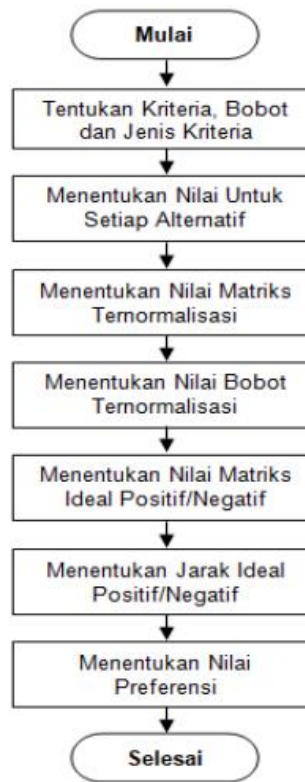 Mulai
Tentukan Kriteria, Bobot
dan Jenis Kriteria
Menentukan Nilai Untuk
Setiap Alternatif
Menentukan Nilai Matriks
Ternormalisasi
Menentukan Nilai Bobot
Ternormalisasi
Menentukan Nilai Matriks
Ideal Positif/Negatif
Menentukan Jarak Ideal
Positif/Negatif
Menentukan Nilai
Preferensi
Selesai